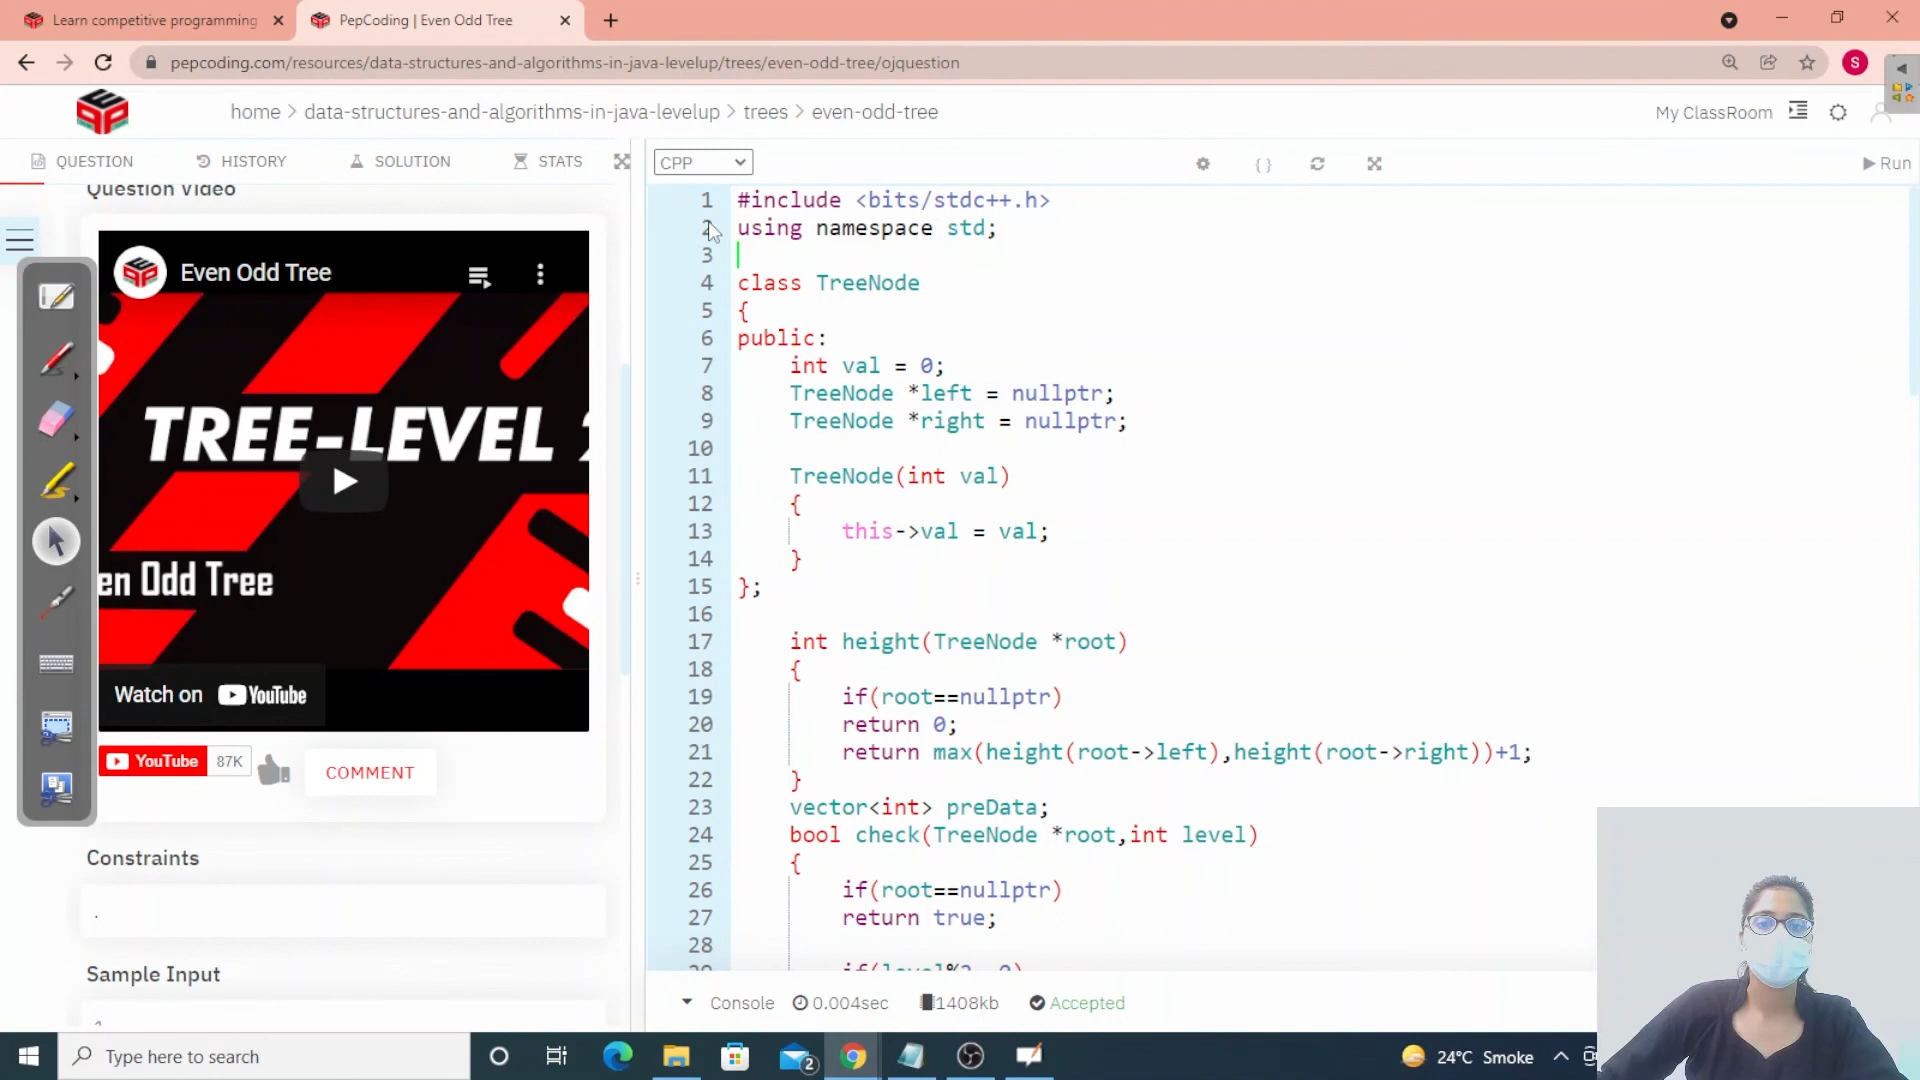 Learn competitive programming
PepCoding | Even Odd Tree
pepcoding.com/resources/data-structures-and-algorithms-in-java-levelup/trees/even-odd-tree/ojquestion
S
home > data-structures-and-algorithms-in-java-levelup > trees > even-odd-tree
My ClassRoom
QUESTION
HISTORY
SOLUTION
STATS
CPP
{ }
Run
Question Video
Even Odd Tree
TREE-LEVEL
en Odd Tree
Watch on YouTube
YouTube 87K
COMMENT
Constraints
.
Sample Input
1 #include <bits/stdc++.h>
2 using namespace std;
3
4 class TreeNode
5 {
6 public:
7 int val = 0;
8 TreeNode *left = nullptr;
9 TreeNode *right = nullptr;
10
11 TreeNode(int val)
12 {
13 this->val = val;
14 }
15 };
16
17 int height(TreeNode *root)
18 {
19 if(root==nullptr)
20 return 0;
21 return max(height(root->left),height(root->right))+1;
22 }
23 vector<int> preData;
24 bool check(TreeNode *root,int level)
25 {
26 if(root==nullptr)
27 return true;
28
Console 0.004sec 1408kb Accepted
Type here to search
2
24°C Smoke